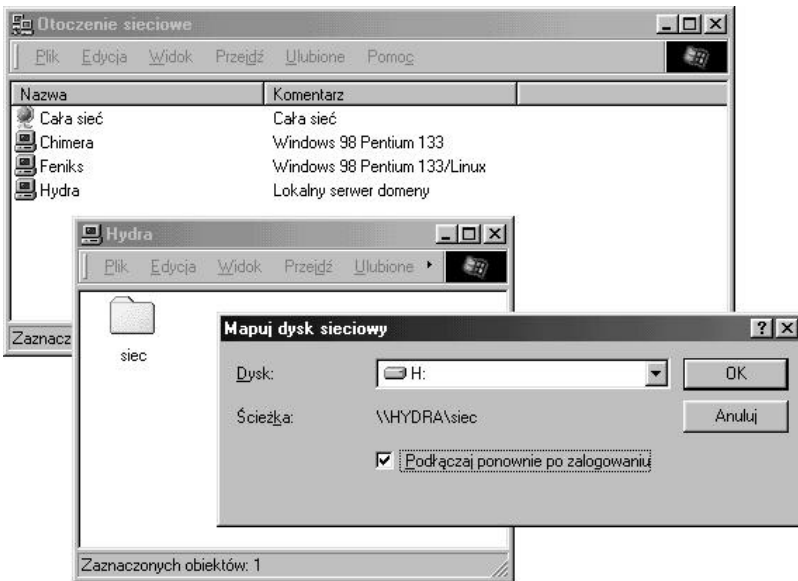 Otoczenie sieciowe
Plik Edycja Widok Przejdź Ulubione Pomoc
Nazwa Komentarz
Cała sieć Cała sieć
Chimera Windows 98 Pentium 133
Feniks Windows 98 Pentium 133/Linux
Hydra Lokalny serwer domeny
Zaznacz
Hydra
Plik Edycja Widok Przejdź Ulubione
siec
Zaznaczonych obiektów: 1
Mapuj dysk sieciowy
Dysk: H: OK
Ścieżka: \\HYDRA\siec Anuluj
Podłączaj ponownie po zalogowaniu